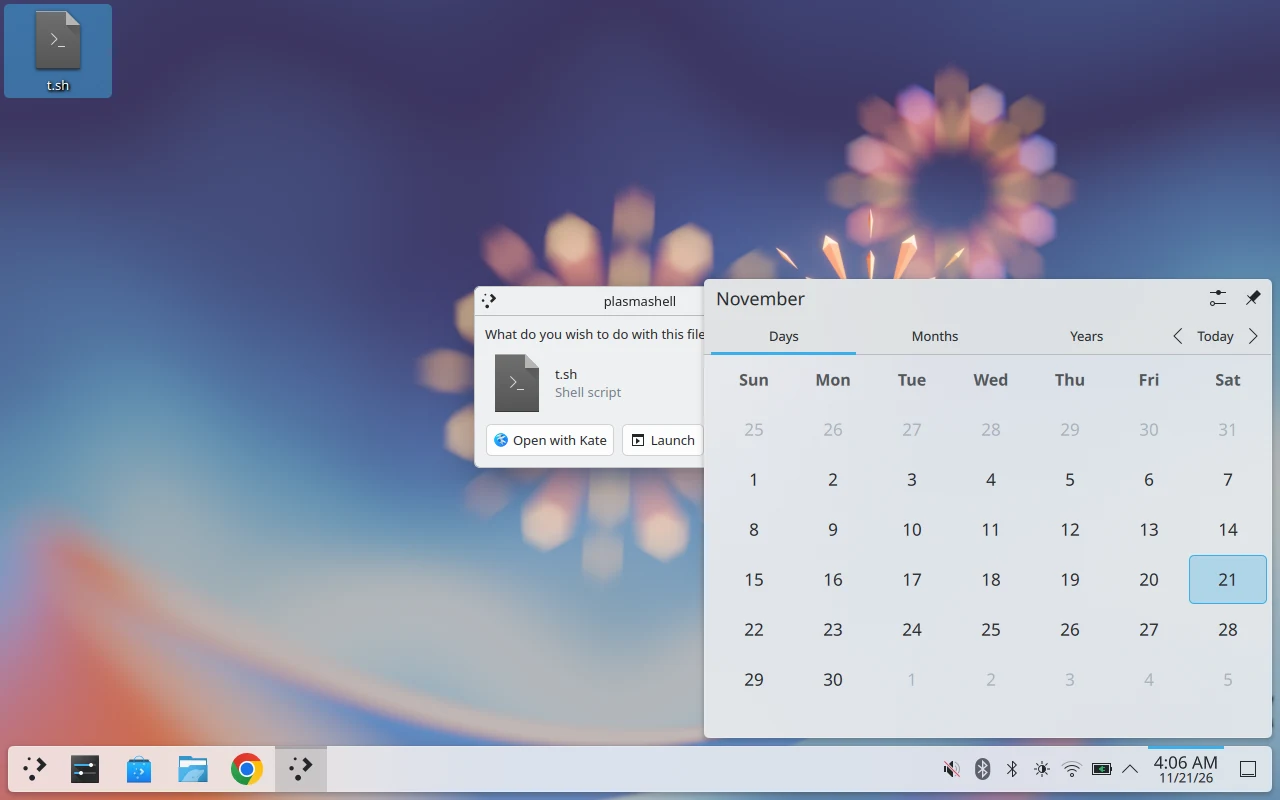 t.sh
plasmashell
What do you wish to do with this file
t.sh
Shell script
Open with Kate
Launch
November
Days Months Years Today
Sun Mon Tue Wed Thu Fri Sat
25 26 27 28 29 30 31
1 2 3 4 5 6 7
8 9 10 11 12 13 14
15 16 17 18 19 20 21
22 23 24 25 26 27 28
29 30 1 2 3 4 5
4:06 AM
11/21/26